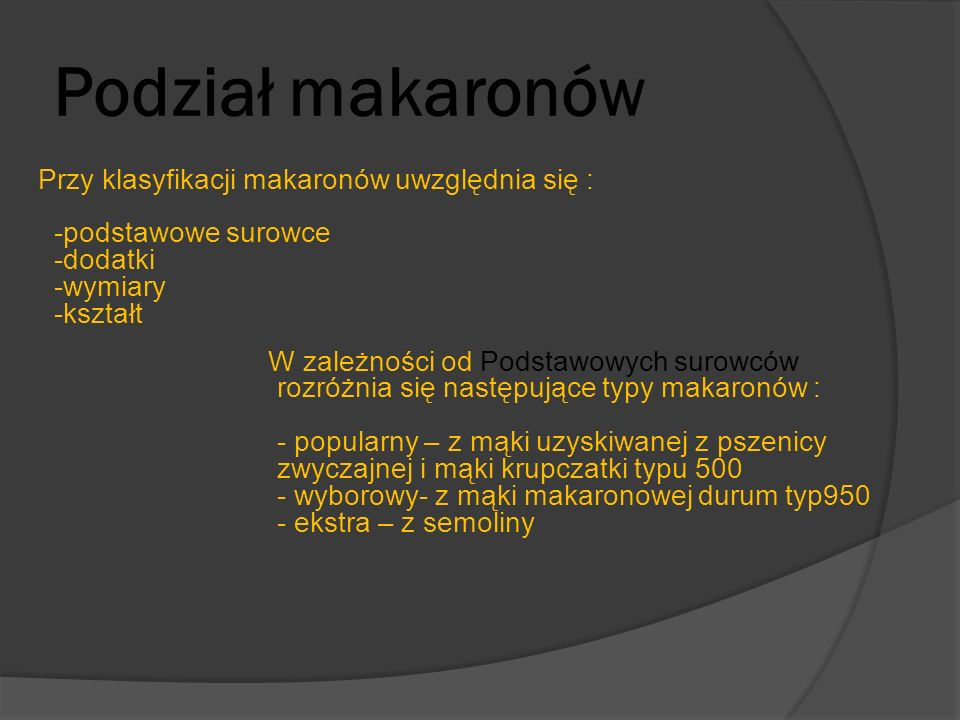 Podział makaronów
Przy klasyfikacji makaronów uwzględnia się :
-podstawowe surowce
-dodatki
-wymiary
-kształt
W zależności od Podstawowych surowców
rozróżnia się następujące typy makaronów :
- popularny – z mąki uzyskiwanej z pszenicy
zwyczajnej i mąki krupczatki typu 500
- wyborowy- z mąki makaronowej durum typ950
- ekstra – z semoliny